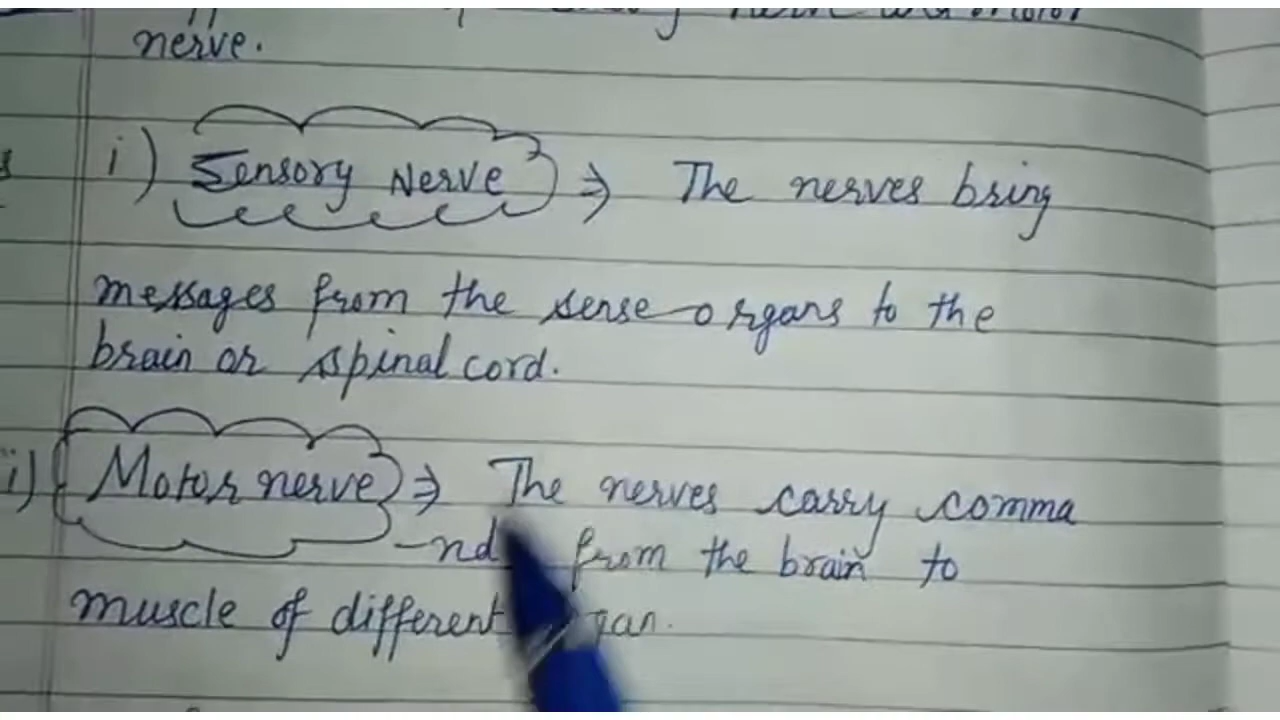 nerve.
i) Sensory Nerve ⇒ The nerves bring
messages from the sense organs to the
brain or spinal cord.
i) Motor nerve ⇒ The nerves carry comma
-nd from the brain to
muscle of different